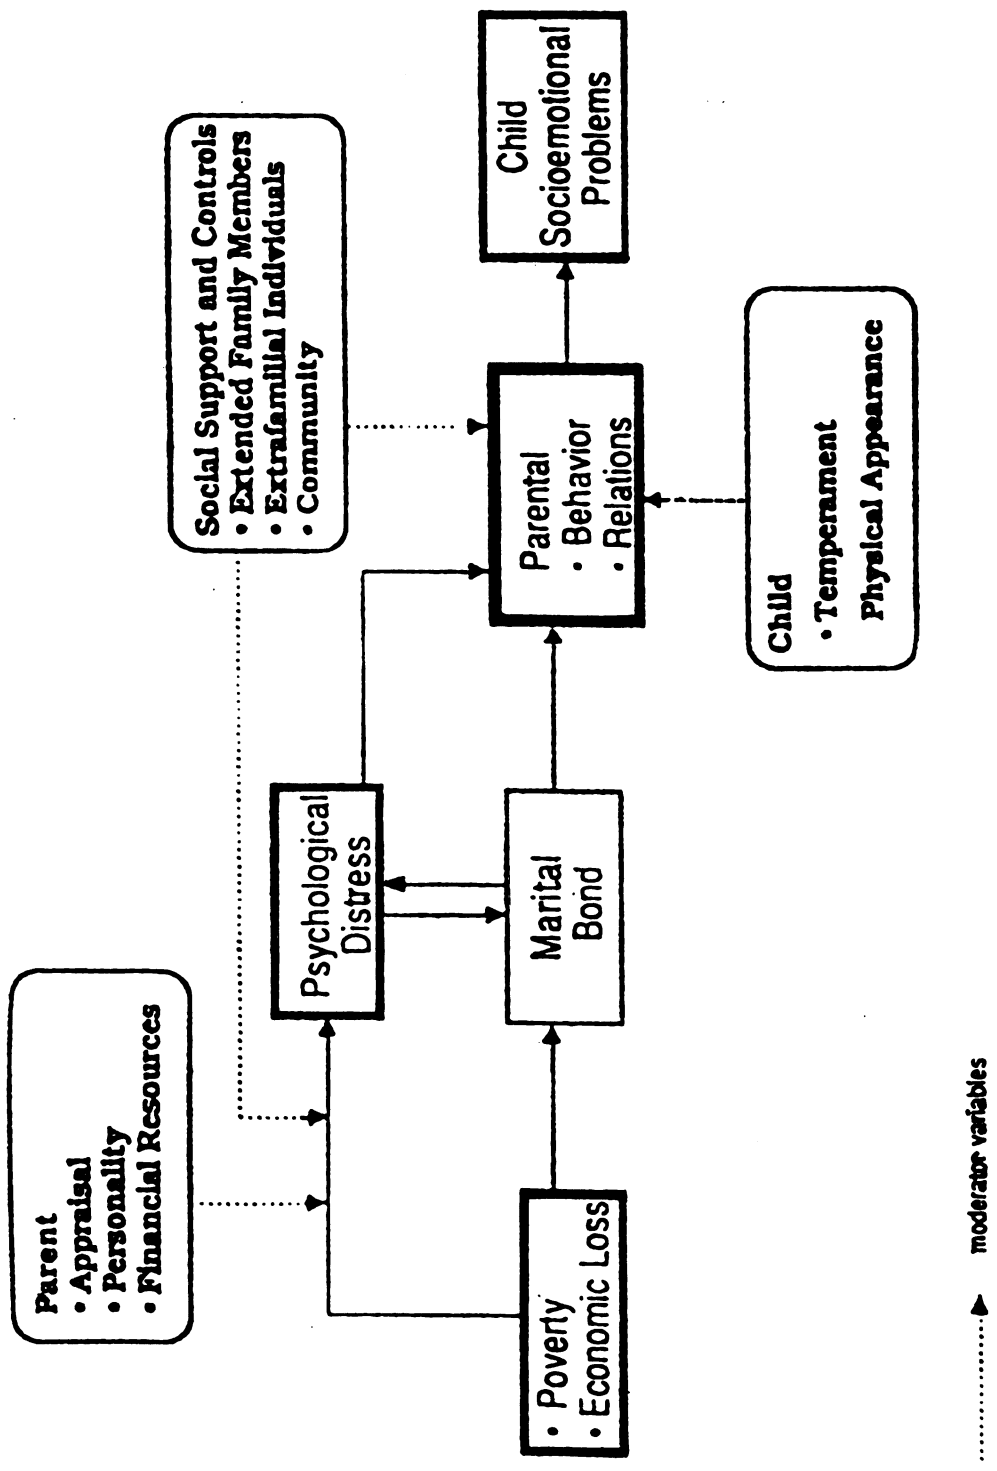 Parent
• Appraisal
• Personality
• Financial Resources
Social Support and Controls
• Extended Family Members
• Extrafamilial Individuals
• Community
Psychological
Distress
• Poverty
• Economic Loss
Marital
Bond
Parental
• Behavior
• Relations
Child
Socioemotional
Problems
Child
• Temperament
Physical Appearance
moderator variables